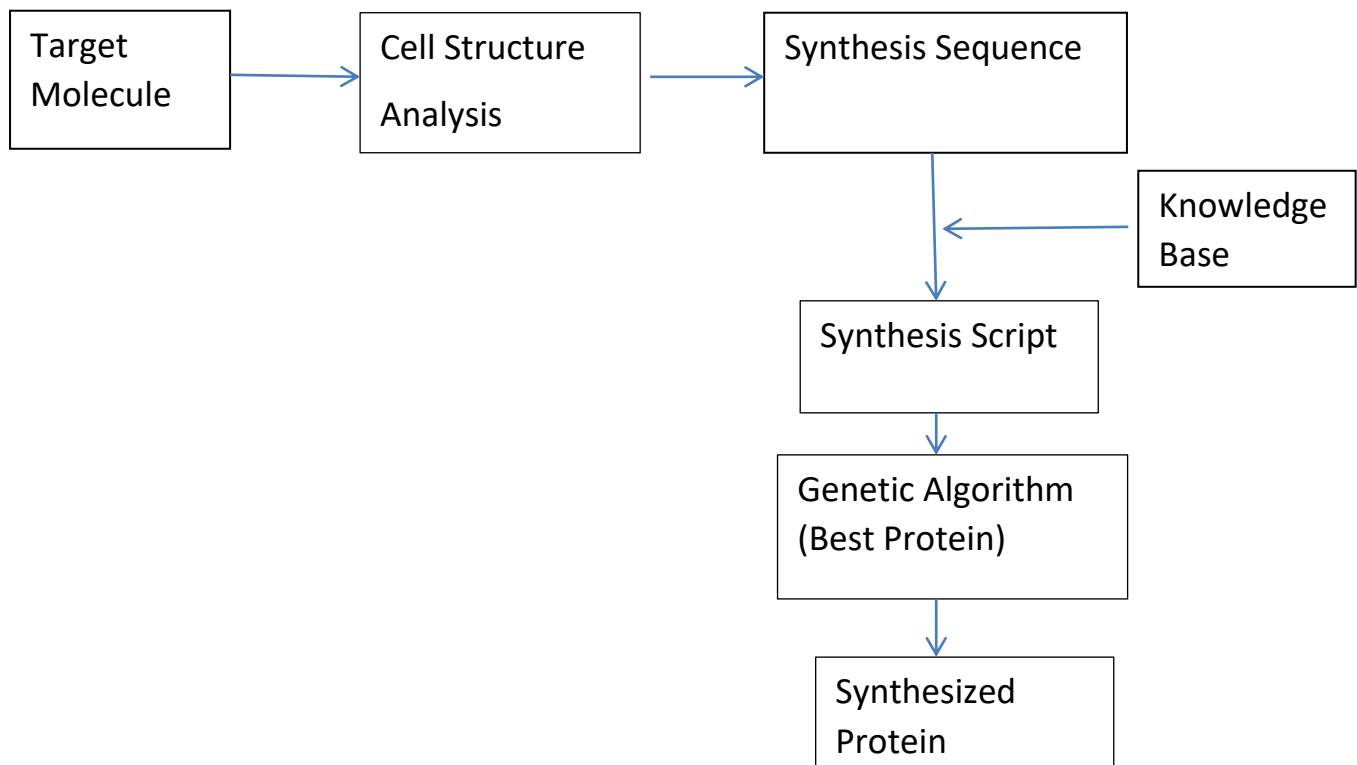 Target
Molecule
Cell Structure
Analysis
Synthesis Sequence
Knowledge
Base
Synthesis Script
Genetic Algorithm
(Best Protein)
Synthesized
Protein